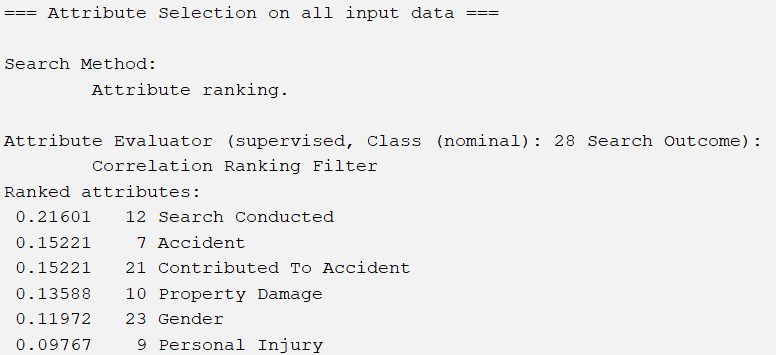 === Attribute Selection on all input data ===
Search Method:
Attribute ranking.
Attribute Evaluator (supervised, Class (nominal): 28 Search Outcome):
Correlation Ranking Filter
Ranked attributes:
0.21601 12 Search Conducted
0.15221 7 Accident
0.15221 21 Contributed To Accident
0.13588 10 Property Damage
0.11972 23 Gender
0.09767 9 Personal Injury